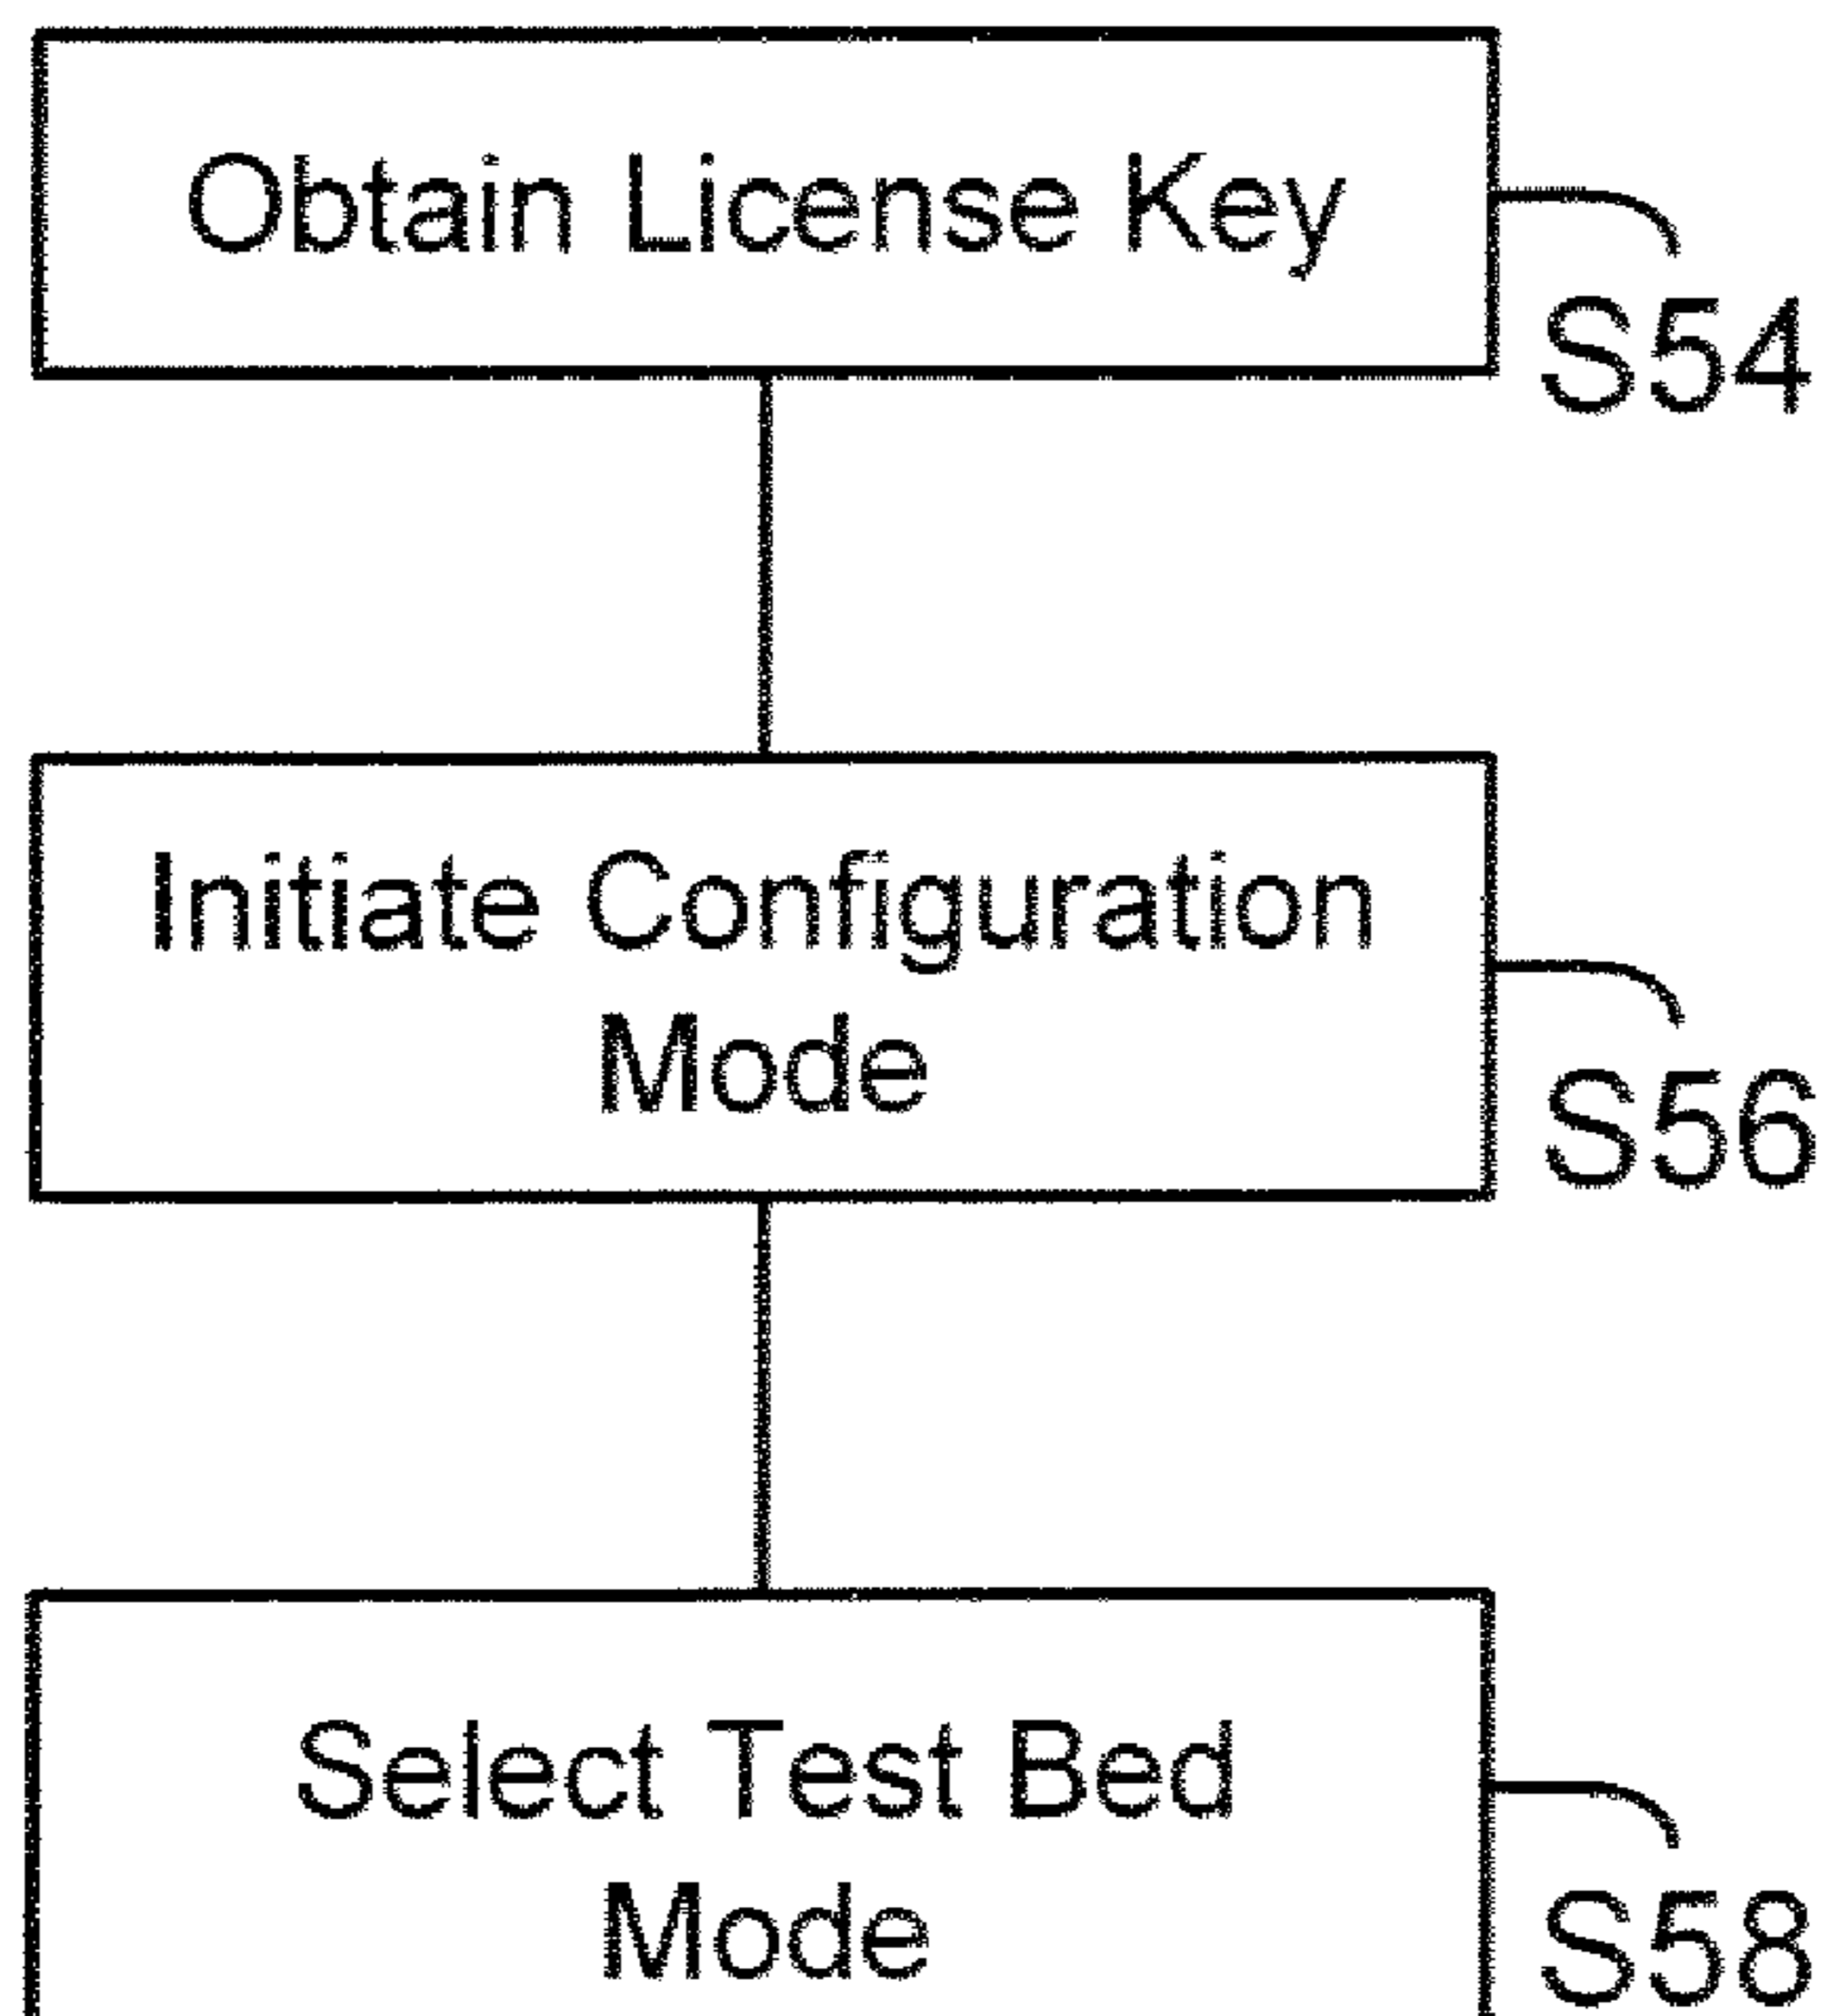 Obtain License Key
S54
Initiate Configuration
Mode
S56
Select Test Bed
Mode
S58